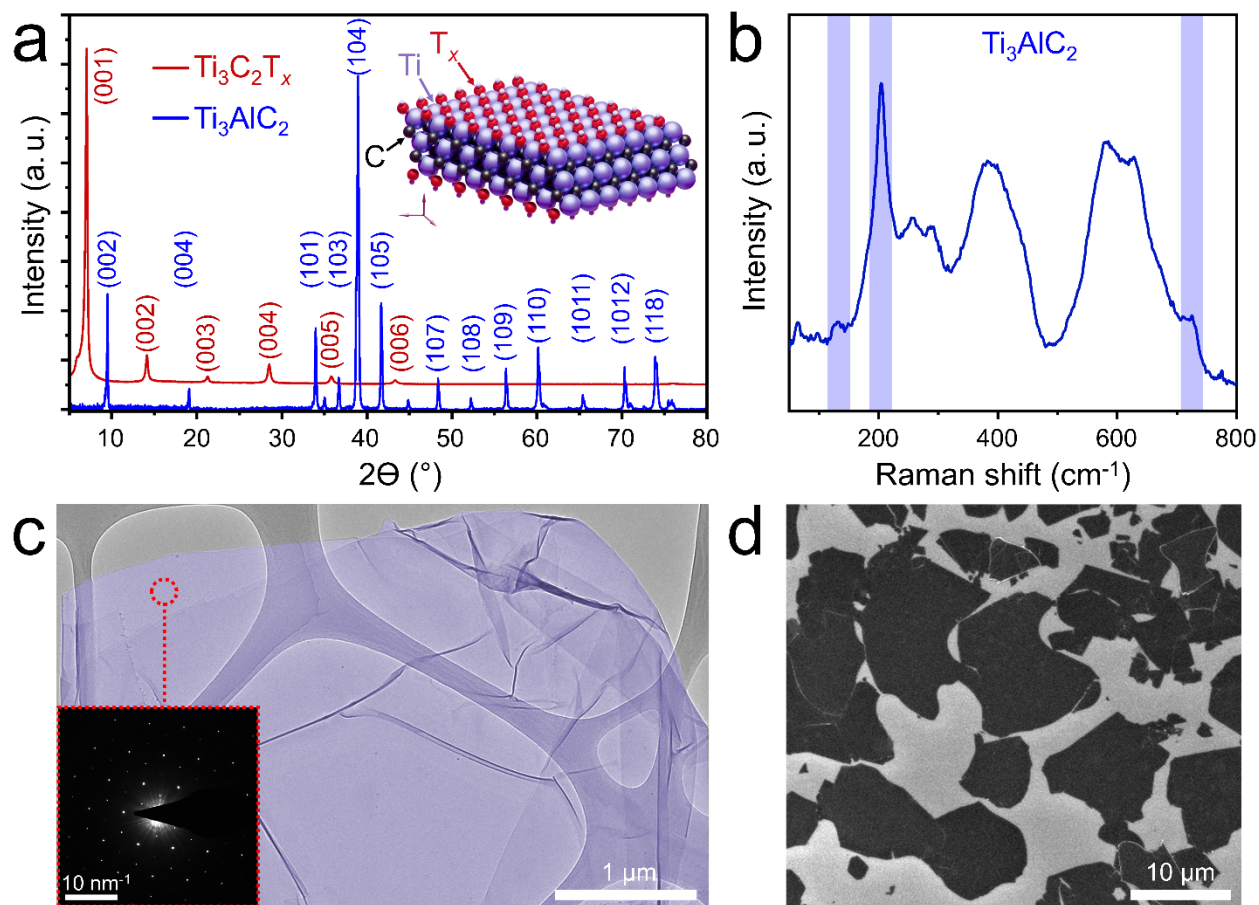 a
Intensity (a. u.)
Ti₃C₂Tₓ
Ti₃AlC₂
(001)
(002)
(002)
(003)
(004)
(004)
(101)
(005)
(103)
(104)
(105)
(006)
(107)
(108)
(109)
(110)
(1011)
(1012)
(118)
Ti
Tₓ
C
10 20 30 40 50 60 70 80
2Θ (°)
b
Ti₃AlC₂
Intensity (a. u.)
200 400 600 800
Raman shift (cm⁻¹)
c
10 nm⁻¹
1 µm
d
10 µm